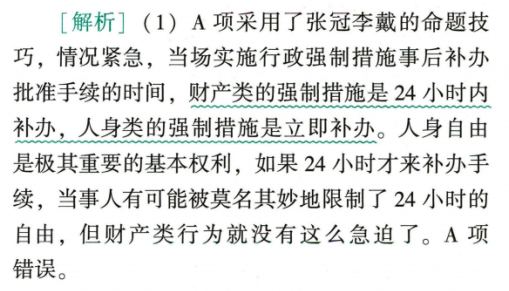 [解析]（1）A 项采用了张冠李戴的命题技
巧，情况紧急，当场实施行政强制措施事后补办
批准手续的时间，财产类的强制措施是 24 小时内
补办，人身类的强制措施是立即补办。人身自由
是极其重要的基本权利，如果 24 小时才来补办手
续，当事人有可能被莫名其妙地限制了 24 小时的
自由，但财产类行为就没有这么急迫了。A 项
错误。